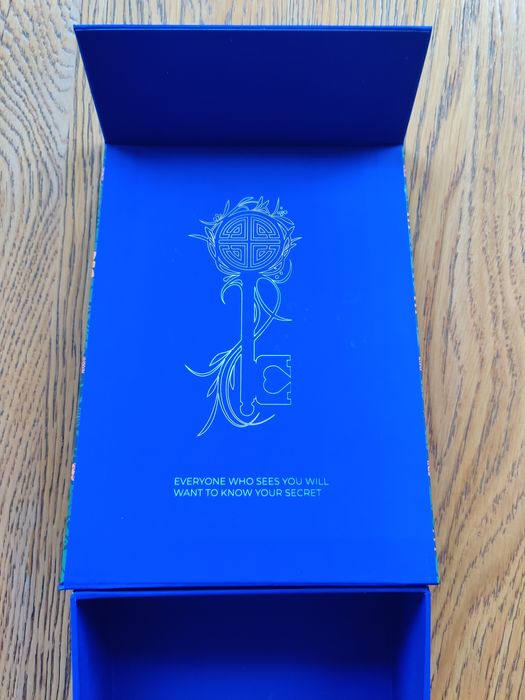 EVERYONE WHO SEES YOU WILL
WANT TO KNOW YOUR SECRET